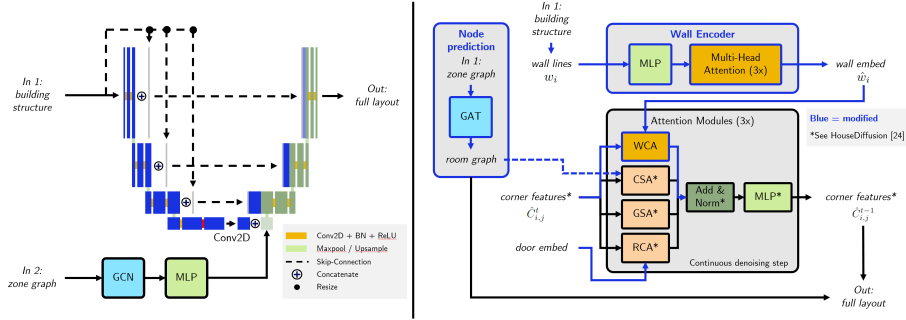 In 1:
building
structure
Out:
full layout
Conv2D
In 2:
zone graph
GCN
MLP
Conv2D + BN + ReLU
Maxpool / Upsample
Skip-Connection
Concatenate
Resize
Node
prediction
In 1:
zone graph
GAT
room graph
In 1:
building
structure
wall lines
w_i
Wall Encoder
MLP
Multi-Head
Attention (3x)
wall embed
ŵ_i
Attention Modules (3x)
Blue = modified
*See HouseDiffusion [24]
WCA
CSA*
GSA*
RCA*
Add &
Norm*
MLP*
corner features*
C̃^t_{i,j}
door embed
corner features*
C̃^{t−1}_{i,j}
Continuous denoising step
Out:
full layout